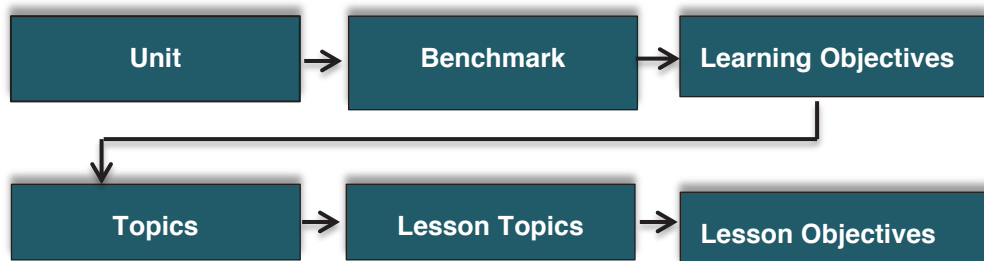 Unit
Benchmark
Learning Objectives
Topics
Lesson Topics
Lesson Objectives